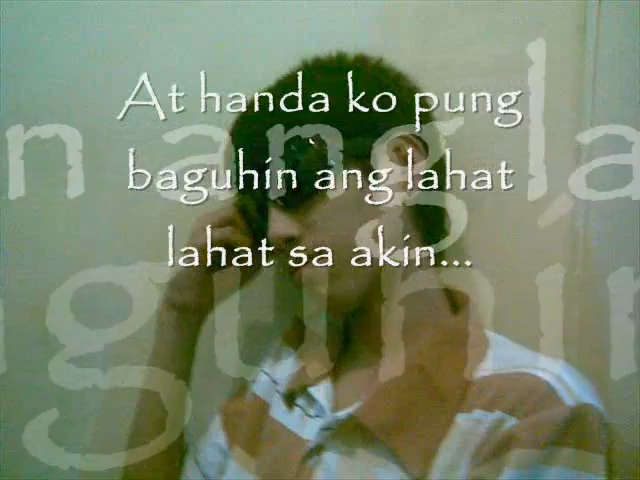 At handa ko pung
baguhin ang lahat
lahat sa akin...